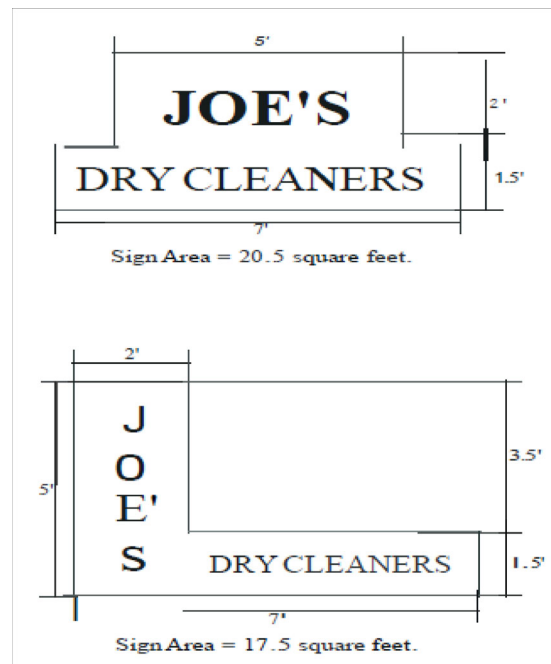 5'
JOE'S
2'
DRY CLEANERS
1.5'
7'
Sign Area = 20.5 square feet.
2'
J
O
E'
S
3.5'
5'
DRY CLEANERS
1.5'
7'
Sign Area = 17.5 square feet.